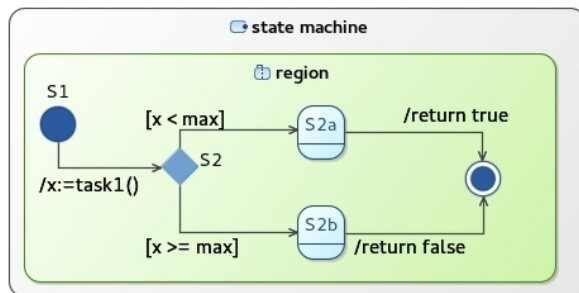 state machine
region
S1
[x < max]
S2a
/return true
S2
/x:=task1()
S2b
[x >= max]
/return false